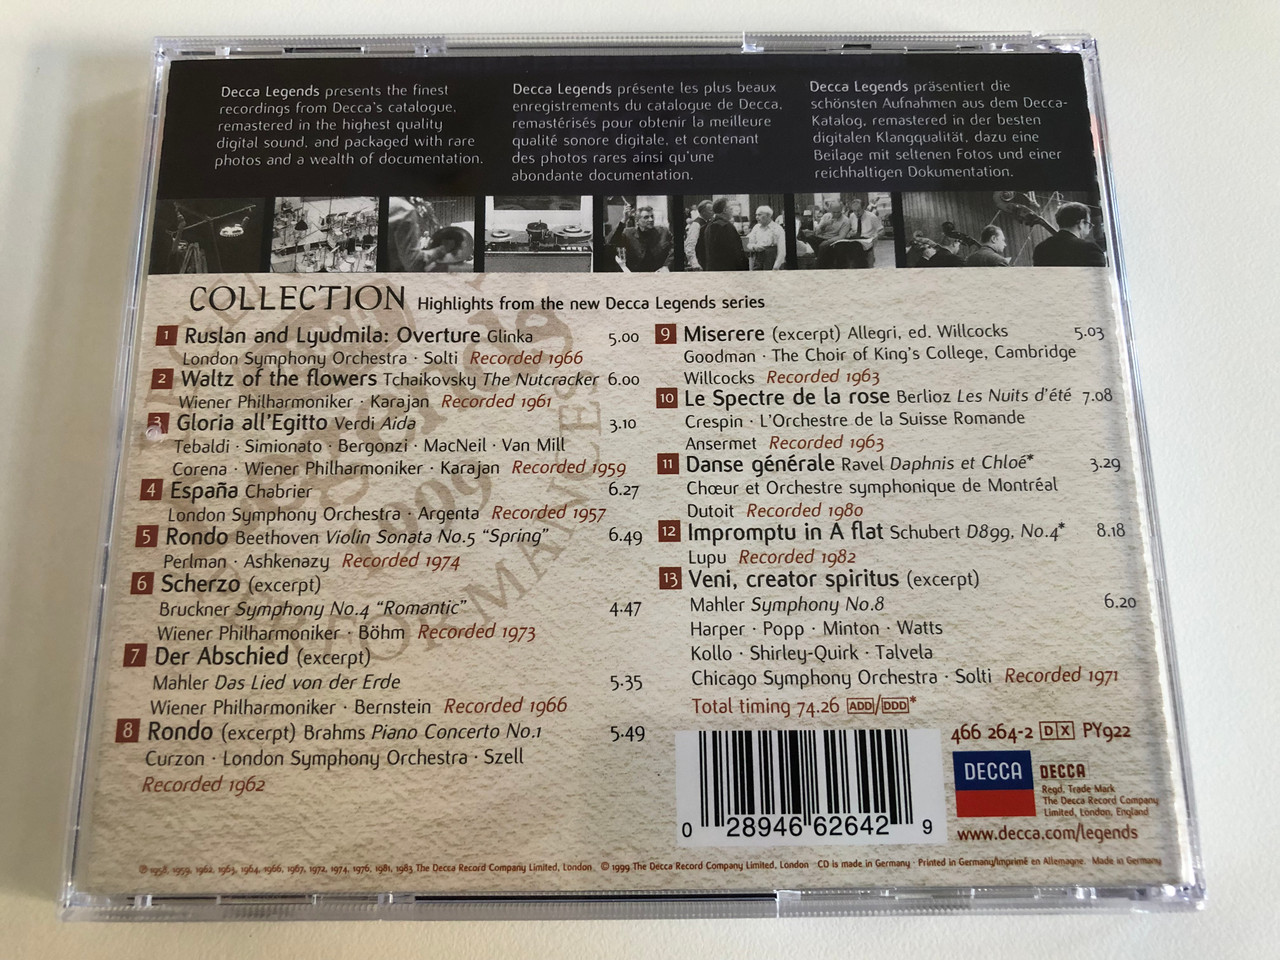 Decca Legends presents the finest
recordings from Decca's catalogue,
remastered in the highest quality
digital sound, and packaged with rare
photos and a wealth of documentation.
Decca Legends présente les plus beaux
enregistrements du catalogue de Decca,
remastérisés pour obtenir la meilleure
qualité sonore digitale, et contenant
des photos rares ainsi qu'une
abondante documentation.
Decca Legends präsentiert die
schönsten Aufnahmen aus dem Decca-
Katalog, remastered in der besten
digitalen Klangqualität, dazu eine
Beilage mit seltenen Fotos und einer
reichhaltigen Dokumentation.
COLLECTION Highlights from the new Decca Legends series
1 Ruslan and Lyudmila: Overture Glinka 5.00
London Symphony Orchestra · Solti Recorded 1966
2 Waltz of the flowers Tchaikovsky The Nutcracker 6.00
Wiener Philharmoniker · Karajan Recorded 1961
3 Gloria all'Egitto Verdi Aida 3.10
Tebaldi · Simionato · Bergonzi · MacNeil · Van Mill
Corena · Wiener Philharmoniker · Karajan Recorded 1959
4 España Chabrier 6.27
London Symphony Orchestra · Argenta Recorded 1957
5 Rondo Beethoven Violin Sonata No.5 “Spring” 6.49
Perlman · Ashkenazy Recorded 1974
6 Scherzo (excerpt)
Bruckner Symphony No.4 “Romantic” 4.47
Wiener Philharmoniker · Böhm Recorded 1973
7 Der Abschied (excerpt)
Mahler Das Lied von der Erde 5.35
Wiener Philharmoniker · Bernstein Recorded 1966
8 Rondo (excerpt) Brahms Piano Concerto No.1 5.49
Curzon · London Symphony Orchestra · Szell
Recorded 1962
9 Miserere (excerpt) Allegri, ed. Willcocks 5.03
Goodman · The Choir of King's College, Cambridge
Willcocks Recorded 1963
10 Le Spectre de la rose Berlioz Les Nuits d'été 7.08
Crespin · L'Orchestre de la Suisse Romande
Ansermet Recorded 1963
11 Danse générale Ravel Daphnis et Chloé* 3.29
Chœur et Orchestre symphonique de Montréal
Dutoit Recorded 1980
12 Impromptu in A flat Schubert D899, No.4* 8.18
Lupu Recorded 1982
13 Veni, creator spiritus (excerpt)
Mahler Symphony No.8 6.20
Harper · Popp · Minton · Watts
Kollo · Shirley-Quirk · Talvela
Chicago Symphony Orchestra · Solti Recorded 1971
Total timing 74.26 ADD/DDD*
466 264-2 DX PY922
DECCA
DECCA
Regd. Trade Mark
The Decca Record Company
Limited, London, England
www.decca.com/legends
0 28946 62642 9
℗ 1958, 1959, 1962, 1963, 1964, 1966, 1967, 1972, 1974, 1976, 1981, 1983 The Decca Record Company Limited, London © 1999 The Decca Record Company Limited, London · CD is made in Germany · Printed in Germany/Imprimé en Allemagne. Made in Germany